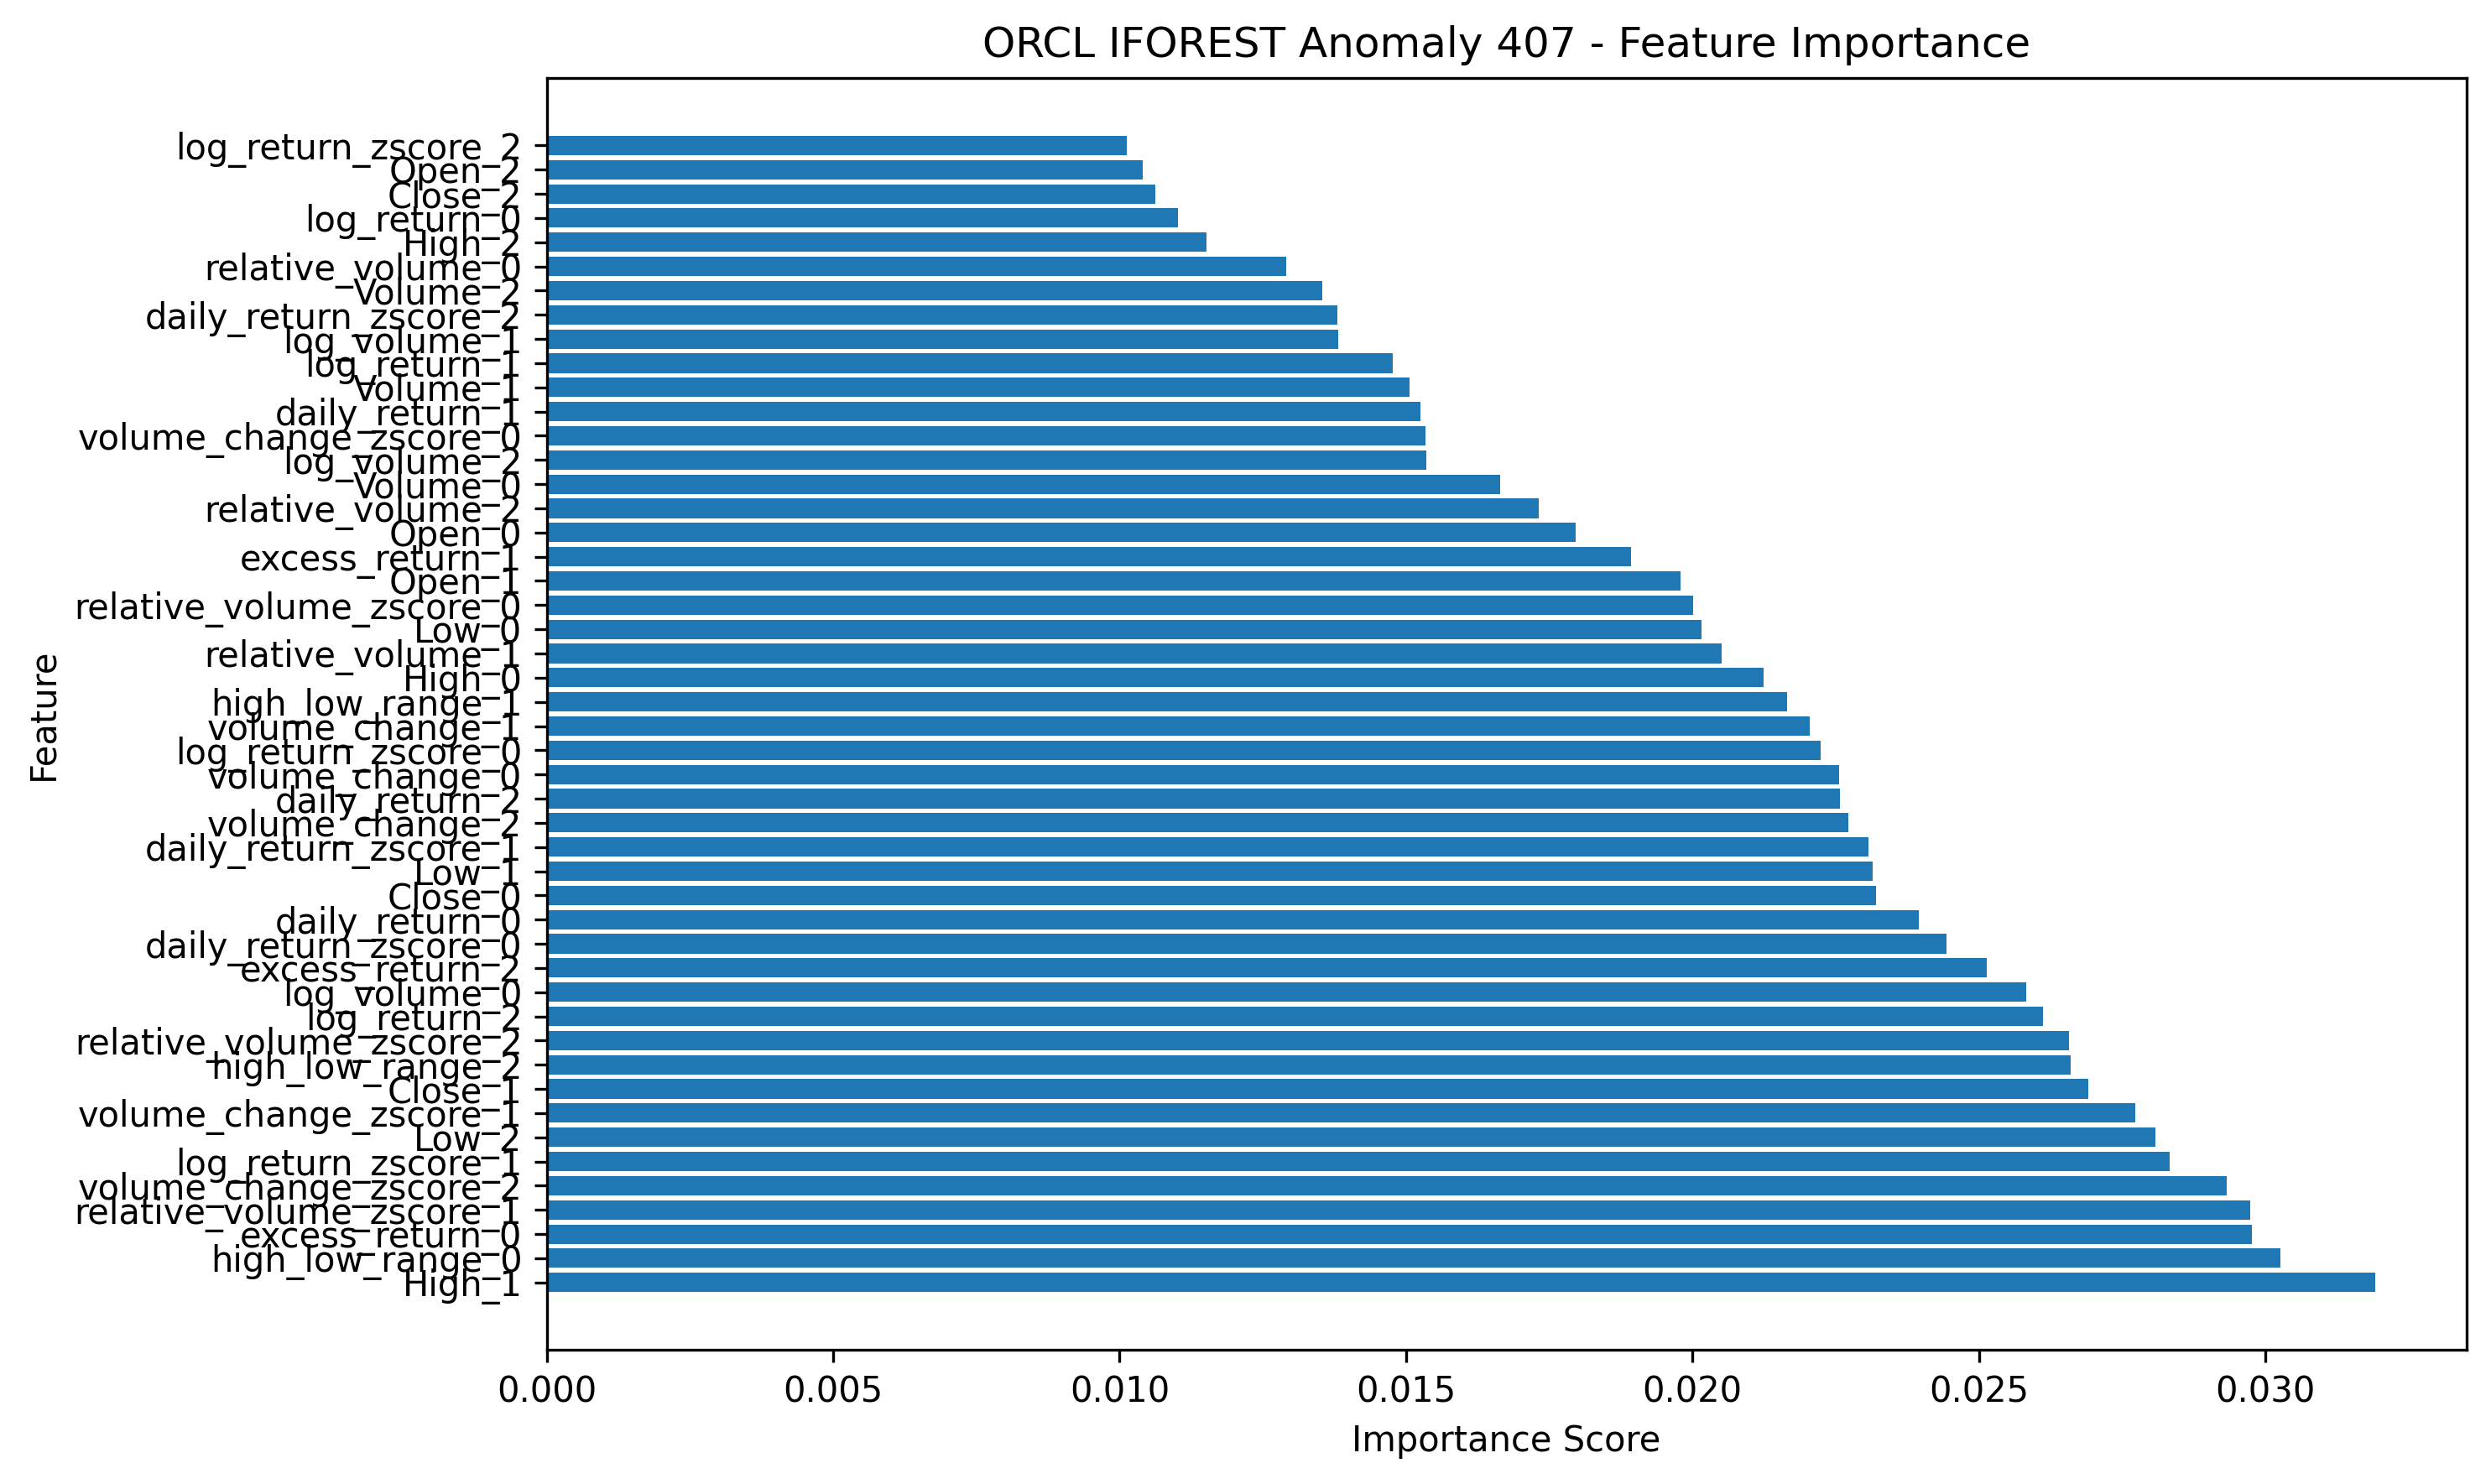 ORCL IFOREST Anomaly 407 - Feature Importance
log_return_zscore_2
Open_2
Close_2
log_return_0
High_2
relative_volume_0
Volume_2
daily_return_zscore_2
log_volume_1
log_return_1
Volume_1
daily_return_1
volume_change_zscore_0
log_volume_2
Volume_0
relative_volume_2
Open_0
excess_return_1
Open_1
relative_volume_zscore_0
Low_0
relative_volume_1
High_0
high_low_range_1
volume_change_1
log_return_zscore_0
volume_change_0
daily_return_2
volume_change_2
daily_return_zscore_1
Low_1
Close_0
daily_return_0
daily_return_zscore_0
excess_return_2
log_volume_0
log_return_2
relative_volume_zscore_2
high_low_range_2
Close_1
volume_change_zscore_1
Low_2
log_return_zscore_1
volume_change_zscore_2
relative_volume_zscore_1
excess_return_0
high_low_range_0
High_1
Feature
0.000 0.005 0.010 0.015 0.020 0.025 0.030
Importance Score